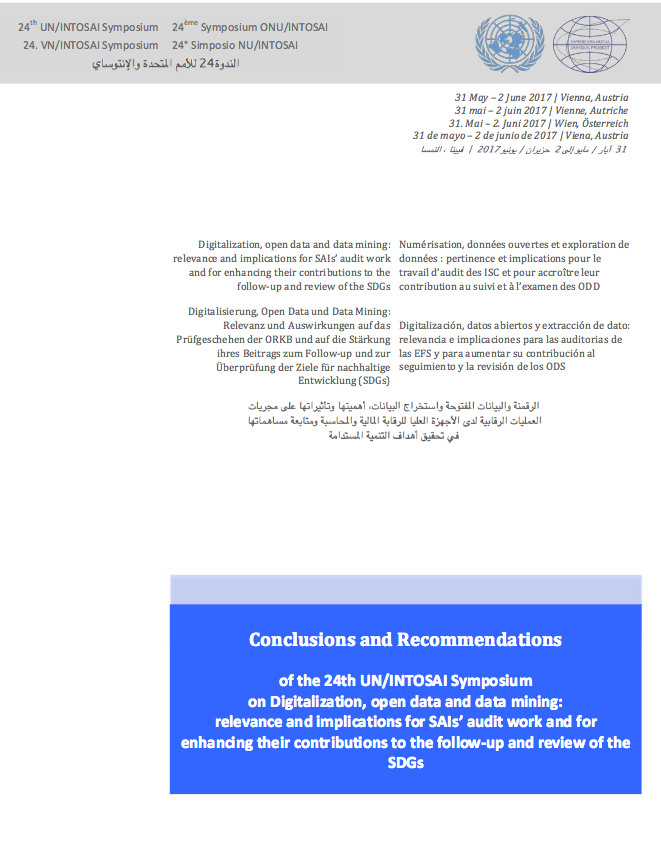 24th UN/INTOSAI Symposium
24ème Symposium ONU/INTOSAI
24. VN/INTOSAI Symposium
24° Simposio NU/INTOSAI
الندوة 24 للأمم المتحدة والإنتوساي
31 May – 2 June 2017 | Vienna, Austria
31 mai – 2 juin 2017 | Vienne, Autriche
31. Mai – 2. Juni 2017 | Wien, Österreich
31 de mayo – 2 de junio de 2017 | Viena, Austria
31 أيار / مايو إلى 2 حزيران / يونيو 2017 | فيينا ، النمسا
Digitalization, open data and data mining:
relevance and implications for SAIs’ audit work
and for enhancing their contributions to the
follow-up and review of the SDGs
Numérisation, données ouvertes et exploration de
données : pertinence et implications pour le
travail d’audit des ISC et pour accroître leur
contribution au suivi et à l’examen des ODD
Digitalisierung, Open Data und Data Mining:
Relevanz und Auswirkungen auf das
Prüfgeschehen der ORKB und auf die Stärkung
ihres Beitrags zum Follow-up und zur
Überprüfung der Ziele für nachhaltige
Entwicklung (SDGs)
Digitalización, datos abiertos y extracción de dato:
relevancia e implicaciones para las auditorias de
las EFS y para aumentar su contribución al
seguimiento y la revisión de los ODS
الرقمنة والبيانات المفتوحة واستخراج البيانات، أهميتها وتأثيراتها على مجريات
العمليات الرقابية لدى الأجهزة العليا للرقابة المالية والمحاسبة ومتابعة مساهماتها
في تحقيق أهداف التنمية المستدامة
Conclusions and Recommendations
of the 24th UN/INTOSAI Symposium
on Digitalization, open data and data mining:
relevance and implications for SAIs’ audit work and for
enhancing their contributions to the follow-up and review of the
SDGs